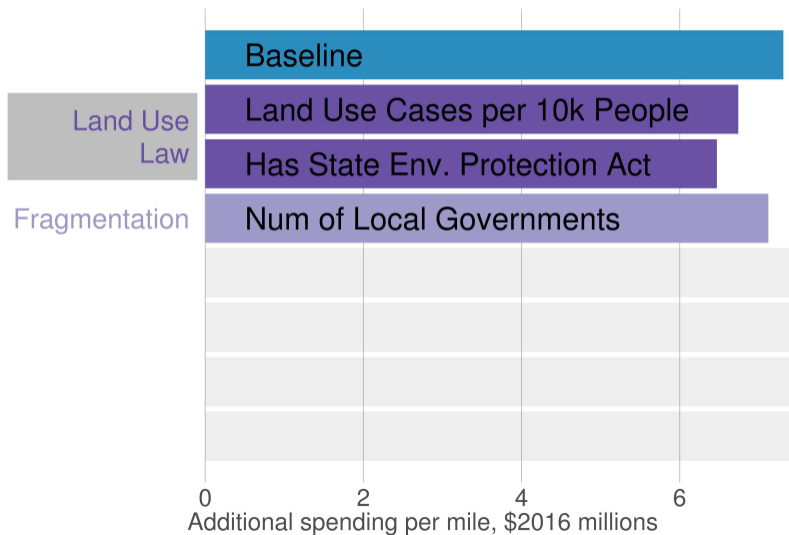 Baseline
Land Use Cases per 10k People
Land Use
Law
Has State Env. Protection Act
Fragmentation
Num of Local Governments
0 2 4 6
Additional spending per mile, $2016 millions